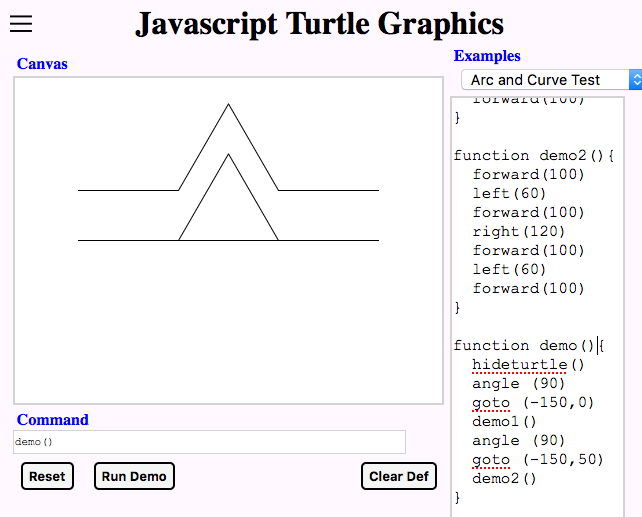 Javascript Turtle Graphics
Canvas
Command
demo()
Reset
Run Demo
Clear Def
Examples
Arc and Curve Test
forward(100)
}
function demo2(){
forward(100)
left(60)
forward(100)
right(120)
forward(100)
left(60)
forward(100)
}
function demo(){
hideturtle()
angle (90)
goto (-150,0)
demo1()
angle (90)
goto (-150,50)
demo2()
}